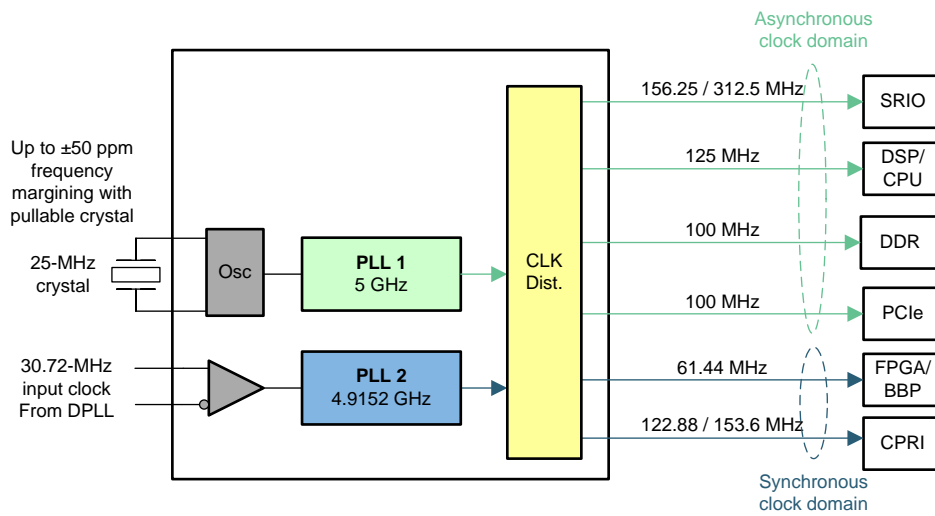 Asynchronous
clock domain
156.25 / 312.5 MHz
SRIO
Up to ±50 ppm
frequency
margining with
pullable crystal
125 MHz
DSP/
CPU
25-MHz
crystal
Osc
PLL 1
5 GHz
CLK
Dist.
100 MHz
DDR
100 MHz
PCIe
30.72-MHz
input clock
From DPLL
PLL 2
4.9152 GHz
61.44 MHz
FPGA/
BBP
122.88 / 153.6 MHz
CPRI
Synchronous
clock domain